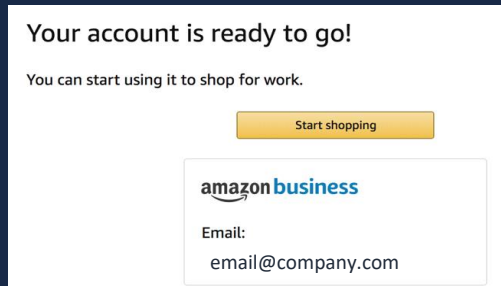 Your account is ready to go!
You can start using it to shop for work.
Start shopping
amazon business
Email:
email@company.com